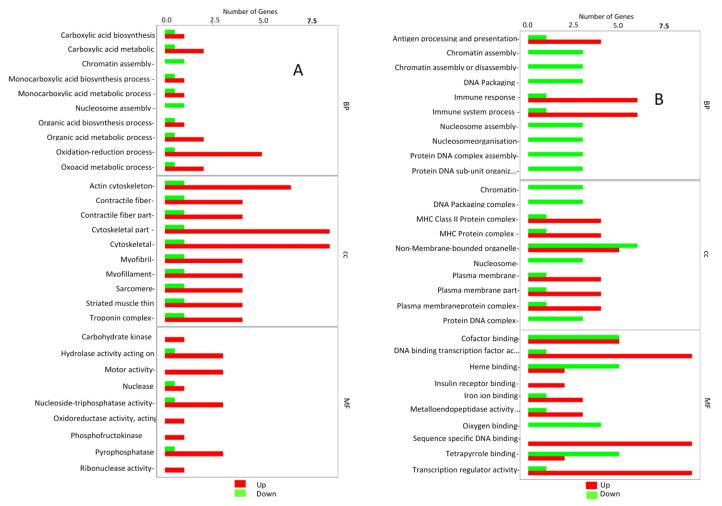 Number of Genes
0.0 2.5 5.0 7.5
Carboxylic acid biosynthesis
Carboxylic acid metabolic
Chromatin assembly-
Monocarboxylic acid biosynthesis process -
Monocarboxylic acid metabolic process -
Nucleosome assembly -
Organic acid biosynthesis process-
Organic acid metabolic process-
Oxidation-reduction process-
Oxoacid metabolic process-
A
BP
Actin cytoskeleton-
Contractile fiber-
Contractile fiber part-
Cytoskeletal part -
Cytoskeletal -
Myofibril-
Myofillament-
Sarcomere-
Striated muscle thin
Troponin complex-
cc
Carbohydrate kinase
Hydrolase activity acting on
Motor activity-
Nuclease
Nucleoside-triphosphatase activity-
Oxidoreductase activity, acting
Phosphofructokinase
Pyrophosphatase
Ribonuclease activity-
MF
Up
Down
Number of Genes
0.0 2.5 5.0 7.5
Antigen processing and presentation-
Chromatin assembly-
Chromatin assembly or disassembly-
DNA Packaging -
Immune response -
Immune system process -
Nucleosome assembly-
Nucleosomeorganisation-
Protein DNA complex assembly-
Protein DNA sub-unit organiz...-
B
BP
Chromatin-
DNA Packaging complex-
MHC Class II Protein complex-
MHC Protein complex -
Non-Membrane-bounded organelle-
Nucleosome-
Plasma membrane-
Plasma membrane part-
Plasma membraneprotein complex-
Protein DNA complex-
cc
Cofactor binding-
DNA binding transcription factor ac...-
Heme binding-
Insulin receptor binding-
Iron ion binding-
Metalloendopeptidase activity...-
Oixygen binding-
Sequence specific DNA binding-
Tetrapyrrole binding-
Transcription regulator activity-
MF
Up
Down